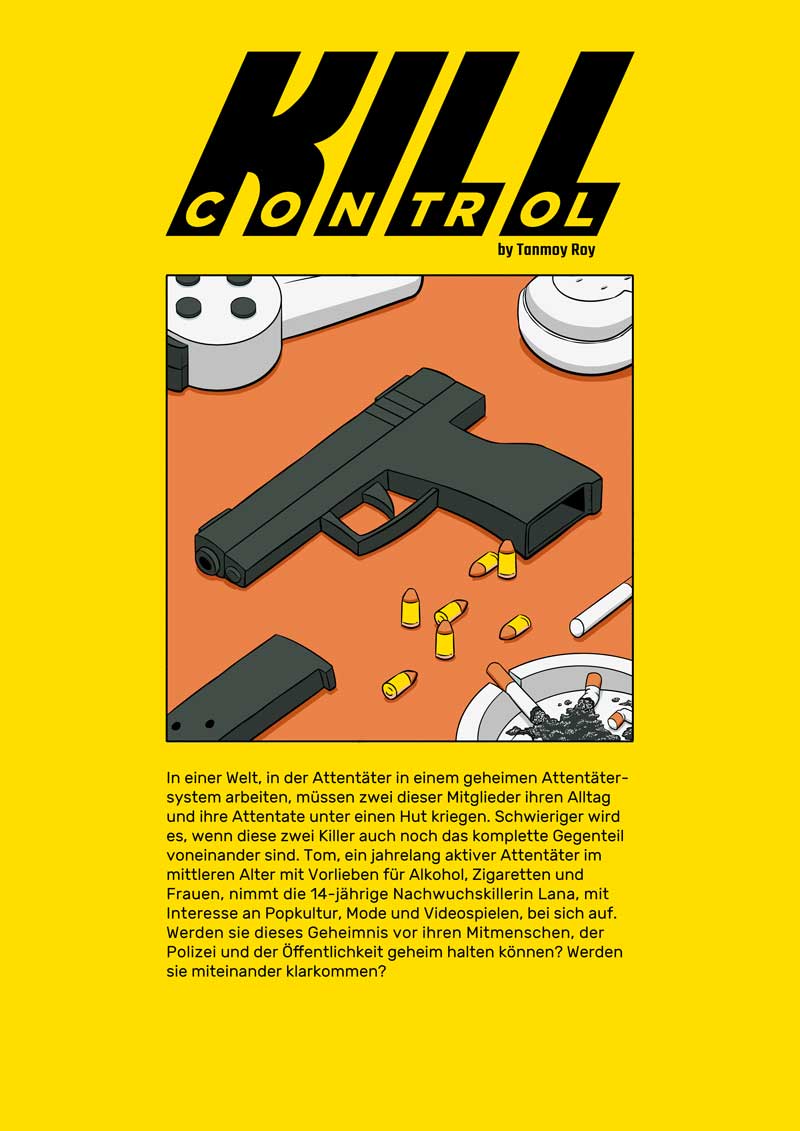 KILL
CONTROL
by Tanmoy Roy
In einer Welt, in der Attentäter in einem geheimen Attentäter-
system arbeiten, müssen zwei dieser Mitglieder ihren Alltag
und ihre Attentate unter einen Hut kriegen. Schwieriger wird
es, wenn diese zwei Killer auch noch das komplette Gegenteil
voneinander sind. Tom, ein jahrelang aktiver Attentäter im
mittleren Alter mit Vorlieben für Alkohol, Zigaretten und
Frauen, nimmt die 14-jährige Nachwuchskillerin Lana, mit
Interesse an Popkultur, Mode und Videospielen, bei sich auf.
Werden sie dieses Geheimnis vor ihren Mitmenschen, der
Polizei und der Öffentlichkeit geheim halten können? Werden
sie miteinander klarkommen?